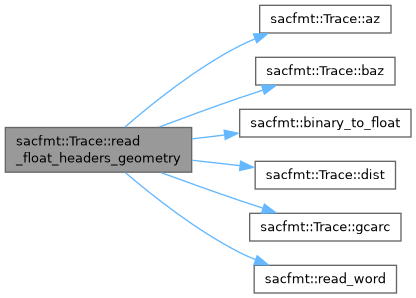 sacfmt::Trace::read
_float_headers_geometry
sacfmt::Trace::az
sacfmt::Trace::baz
sacfmt::binary_to_float
sacfmt::Trace::dist
sacfmt::Trace::gcarc
sacfmt::read_word